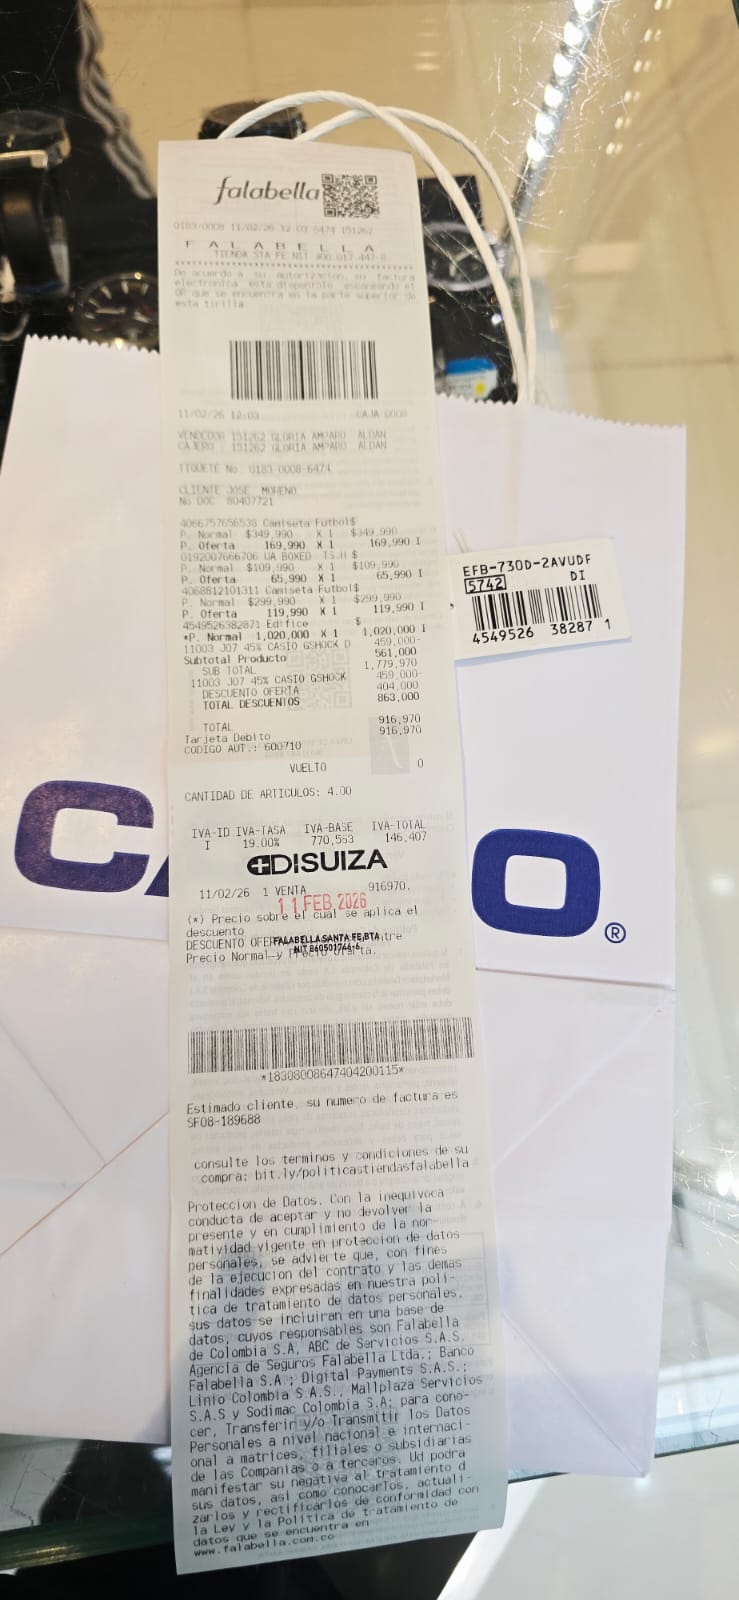 falabella
0183/0008 11/02/26 12:03 6474 151262
F A L A B E L L A
TIENDA STA FE NIT 900.017.447-8
De acuerdo a su autorizacion, su factura
electronica esta disponible escaneando el
QR que se encuentra en la parte superior de
esta tirilla.
11/02/26 12:03 CAJA 0008
VENDEDOR 151262 GLORIA AMPARO ALDAN
CAJERO 151262 GLORIA AMPARO ALDAN
TIQUETE No. 0183 0008-6474
CLIENTE JOSE MORENO
No DOC 80407721
4066757656538 Camiseta Futbol$
P. Normal $349,990 X 1 $349,990
P. Oferta 169,990 X 1 169,990 I
0192007666706 UA BOXED TS.H $
P. Normal $109,990 X 1 $109,990
P. Oferta 65,990 X 1 65,990 I
4068812101311 Camiseta Futbol$
P. Normal $299,990 X 1 $299,990
P. Oferta 119,990 X 1 119,990 I
4549526382871 Edifice $
*P. Normal 1,020,000 X 1 1,020,000 I
11003 J07 45% CASIO GSHOCK D 459,000-
Subtotal Producto 561,000
SUB TOTAL 1,779,970
11003 J07 45% CASIO GSHOCK 459,000-
DESCUENTO OFERTA 404,000
TOTAL DESCUENTOS 863,000
TOTAL 916,970
Tarjeta Debito 916,970
CODIGO AUT.: 600710
VUELTO 0
CANTIDAD DE ARTICULOS: 4.00
IVA-ID IVA-TASA IVA-BASE IVA-TOTAL
I 19.00% 770,563 146,407
DISUIZA
11/02/26 1 VENTA 916970.
11 FEB 2026
(*) Precio sobre el cual se aplica el
descuento
DESCUENTO OFER
FALABELLA SANTA FE BTA
NIT 860501744-6
Precio Normal y Precio Oferta.
*18308008647404200115*
Estimado cliente, su numero de factura es
SF08-189688
consulte los terminos y condiciones de su
compra: bit.ly/politicastiendasfalabella
Proteccion de Datos. Con la inequivoca
conducta de aceptar y no devolver la
presente y en cumplimiento de la nor-
matividad vigente en proteccion de datos
personales, se advierte que, con fines
de la ejecucion del contrato y las demas
finalidades expresadas en nuestra poli-
tica de tratamiento de datos personales,
sus datos se incluiran en una base de
datos, cuyos responsables son Falabella
de Colombia S.A, ABC de Servicios S.A.S.
Agencia de Seguros Falabella Ltda.; Banco
Falabella S.A.; Digital Payments S.A.S.;
Linio Colombia S.A.S., Mallplaza Servicios
S.A.S y Sodimac Colombia S.A; para cono-
cer, Transferir y/o Transmitir los Datos
Personales a nivel nacional e internaci-
onal a matrices, filiales o subsidiarias
de las Companias o a terceros. Ud podra
manifestar su negativa al tratamiento d
sus datos, asi como conocerlos, actuali-
zarlos y rectificarlos de conformidad con
la Ley y la Politica de tratamiento de
datos que se encuentra en
www.falabella.com.co
EFB-730D-2AVUDF
5742 DI
4549526 38287 1
CA O ®